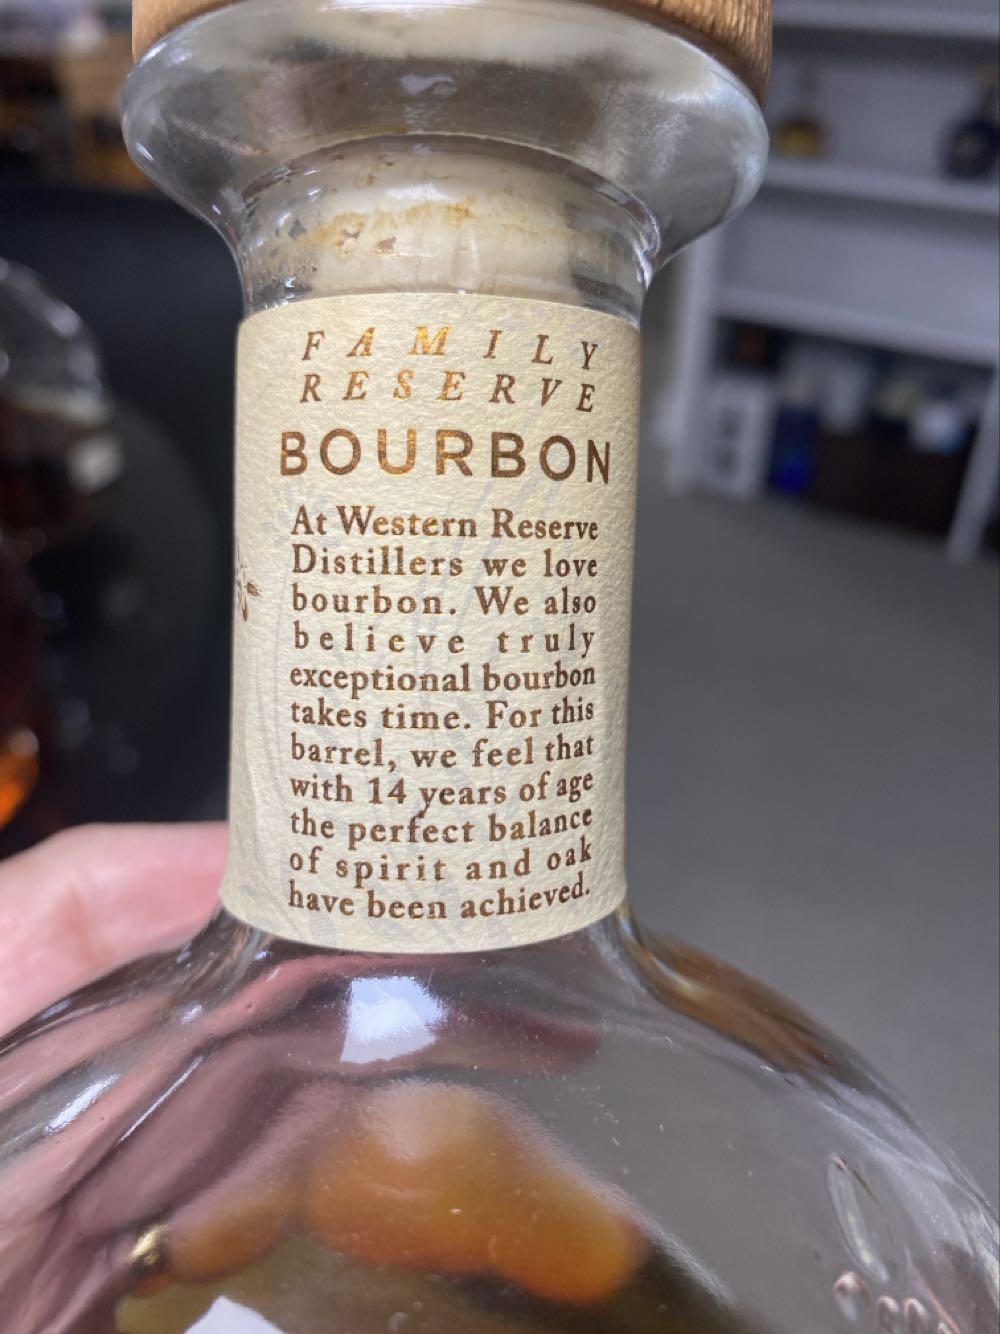 FAMILY
RESERVE
BOURBON
At Western Reserve
Distillers we love
bourbon. We also
believe truly
exceptional bourbon
takes time. For this
barrel, we feel that
with 14 years of age
the perfect balance
of spirit and oak
have been achieved.